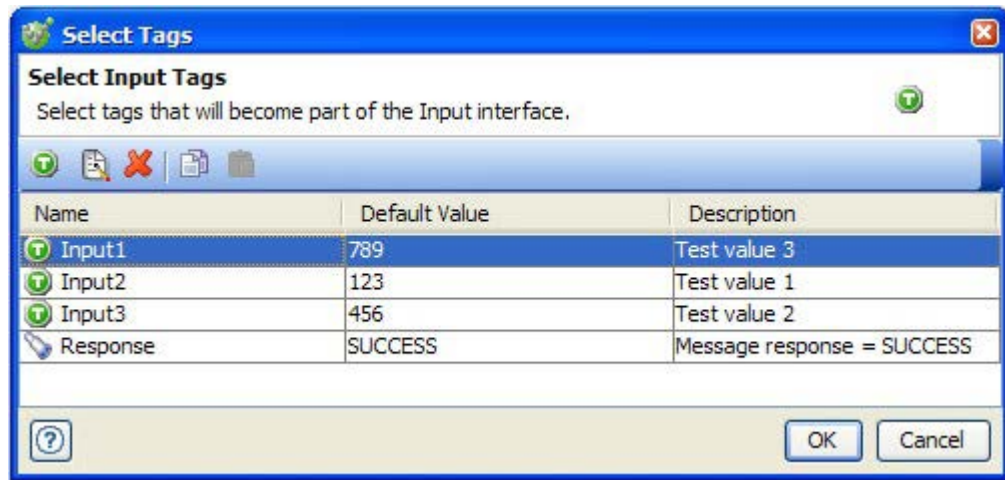 Select Tags
Select Input Tags
Select tags that will become part of the Input interface.
Name Default Value Description
Input1 789 Test value 3
Input2 123 Test value 1
Input3 456 Test value 2
Response SUCCESS Message response = SUCCESS
OK Cancel